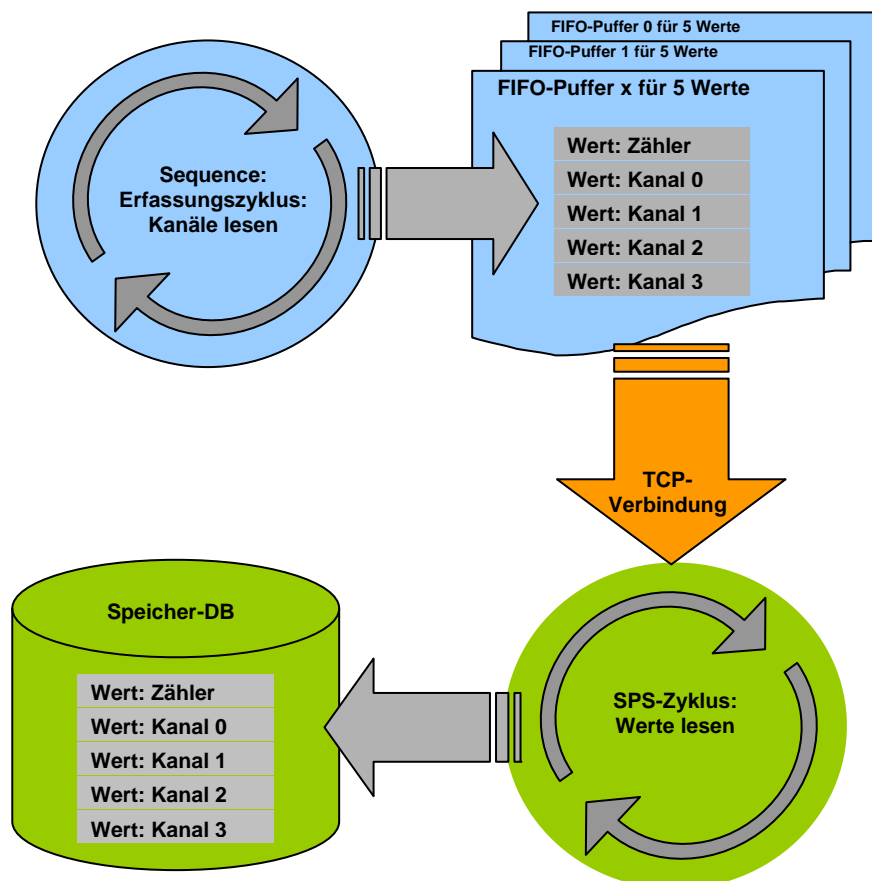 FIFO-Puffer 0 für 5 Werte
FIFO-Puffer 1 für 5 Werte
FIFO-Puffer x für 5 Werte
Wert: Zähler
Wert: Kanal 0
Wert: Kanal 1
Wert: Kanal 2
Wert: Kanal 3
Sequence:
Erfassungszyklus:
Kanäle lesen
TCP-
Verbindung
SPS-Zyklus:
Werte lesen
Speicher-DB
Wert: Zähler
Wert: Kanal 0
Wert: Kanal 1
Wert: Kanal 2
Wert: Kanal 3